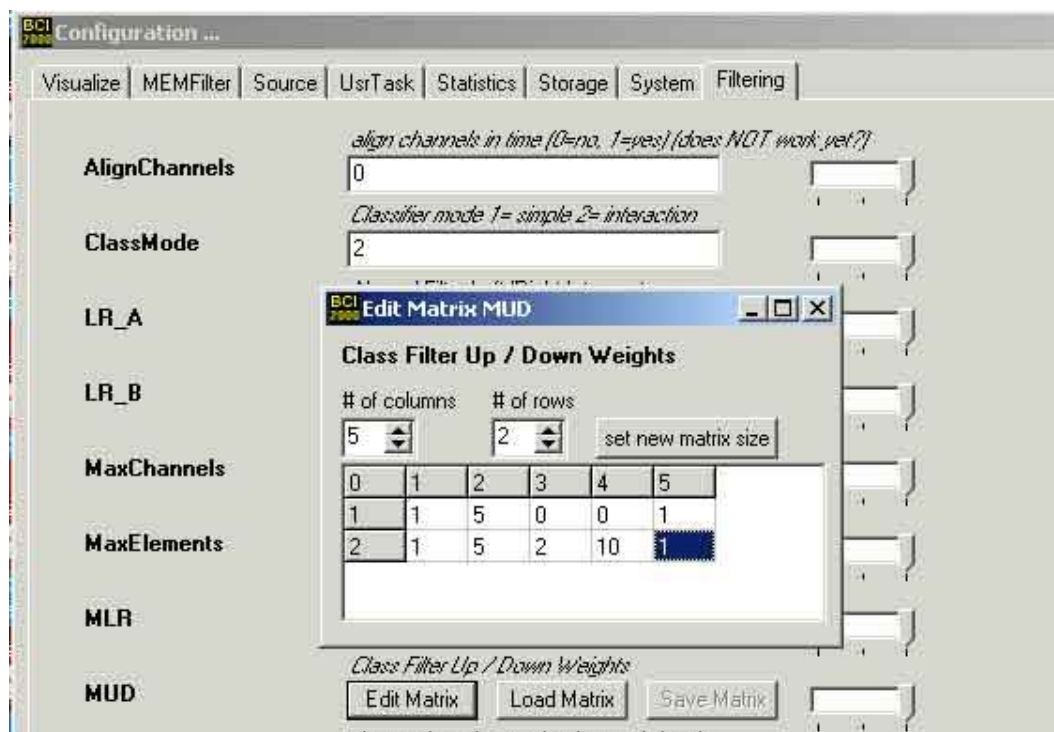 BCI 2000 Configuration ...
Visualize MEMFilter Source UsrTask Statistics Storage System Filtering
align channels in time (0=no, 1=yes) (does NOT work yet?)
AlignChannels 0
Classifier mode 1= simple 2= interaction
ClassMode 2
LR_A
LR_B
MaxChannels
MaxElements
MLR
BCI 2000 Edit Matrix MUD
Class Filter Up / Down Weights
# of columns # of rows
5 2 set new matrix size
0 1 2 3 4 5
1 1 5 0 0 1
2 1 5 2 10 1
Class Filter Up / Down Weights
MUD Edit Matrix Load Matrix Save Matrix